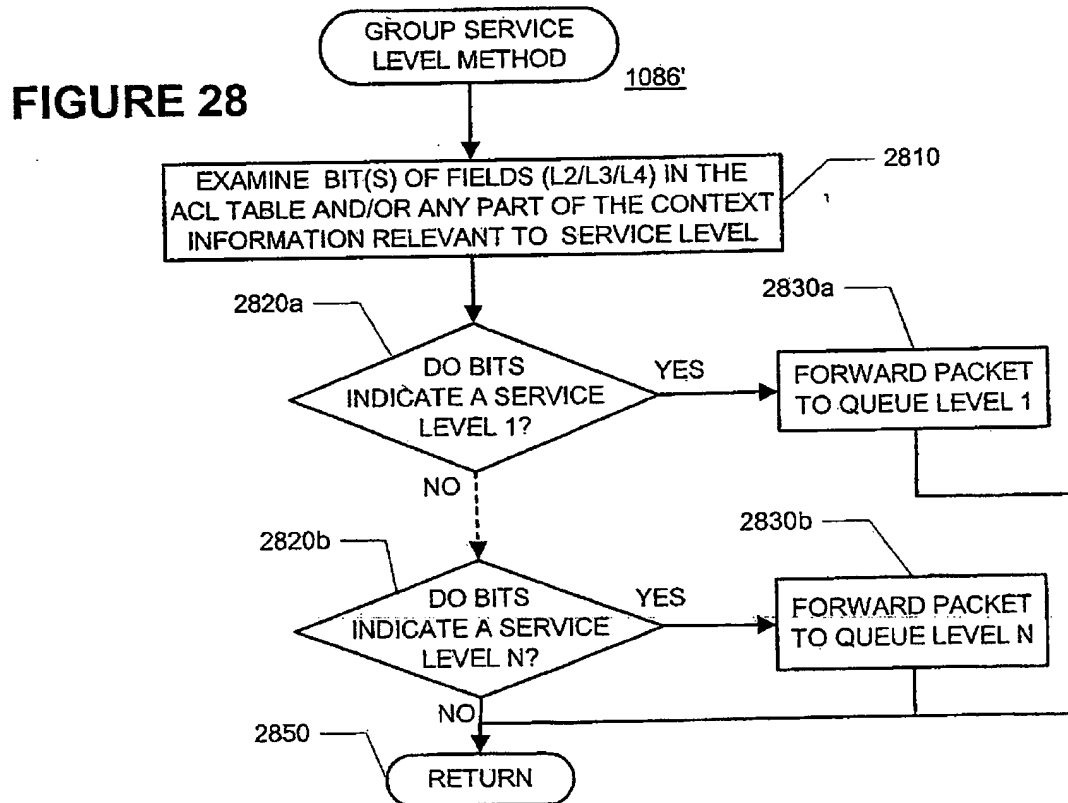 GROUP SERVICE
LEVEL METHOD
1086'
FIGURE 28
2810
EXAMINE BIT(S) OF FIELDS (L2/L3/L4) IN THE
ACL TABLE AND/OR ANY PART OF THE CONTEXT
INFORMATION RELEVANT TO SERVICE LEVEL
2820a
2830a
DO BITS
INDICATE A SERVICE
LEVEL 1?
YES
FORWARD PACKET
TO QUEUE LEVEL 1
NO
2820b
2830b
DO BITS
INDICATE A SERVICE
LEVEL N?
YES
FORWARD PACKET
TO QUEUE LEVEL N
NO
2850
RETURN